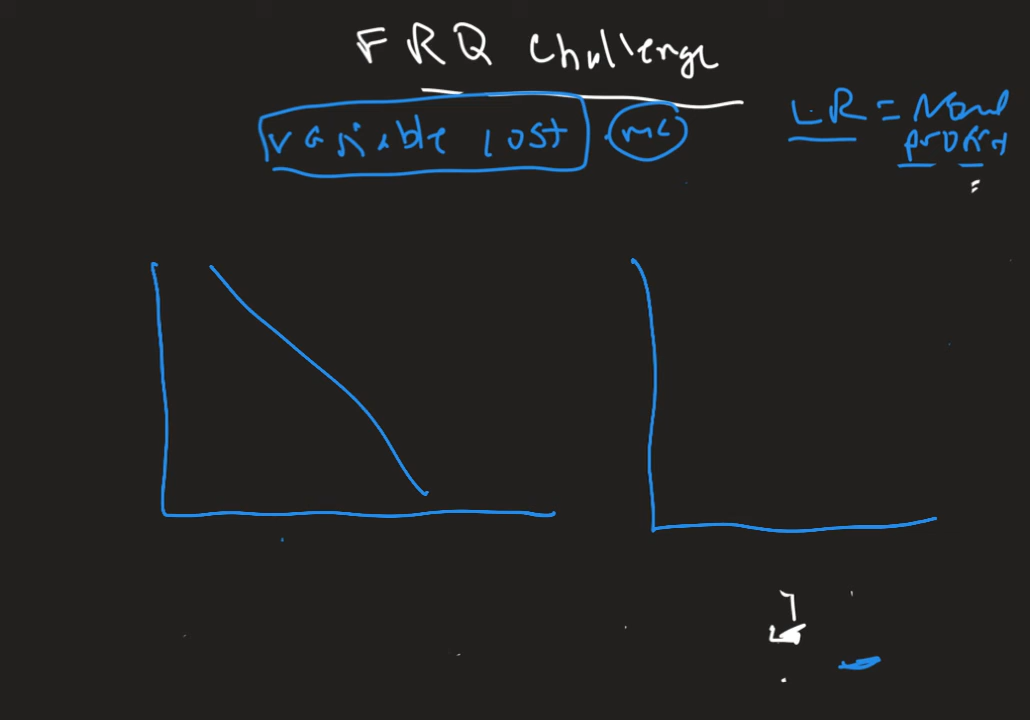 FRQ Challenge
variable cost MC
LR = Normal
profit